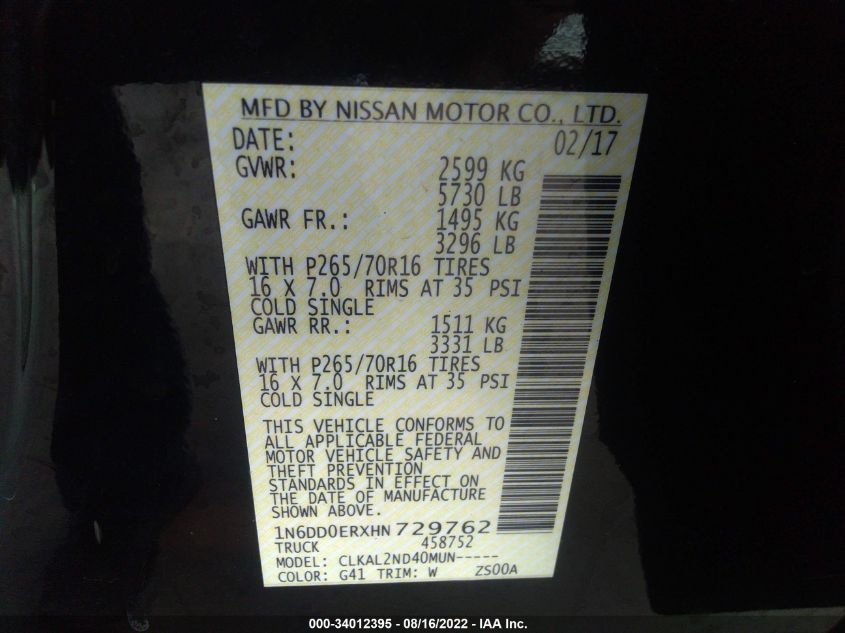 MFD BY NISSAN MOTOR CO., LTD.
DATE: 02/17
GVWR: 2599 KG
5730 LB
GAWR FR.: 1495 KG
3296 LB
WITH P265/70R16 TIRES
16 X 7.0 RIMS AT 35 PSI
COLD SINGLE
GAWR RR.: 1511 KG
3331 LB
WITH P265/70R16 TIRES
16 X 7.0 RIMS AT 35 PSI
COLD SINGLE
THIS VEHICLE CONFORMS TO
ALL APPLICABLE FEDERAL
MOTOR VEHICLE SAFETY AND
THEFT PREVENTION
STANDARDS IN EFFECT ON
THE DATE OF MANUFACTURE
SHOWN ABOVE.
1N6DD0ERXHN 729762
TRUCK 458752
MODEL: CLKAL2ND40MUN-----
COLOR: G41 TRIM: W ZS00A
000-34012395 - 08/16/2022 - IAA Inc.